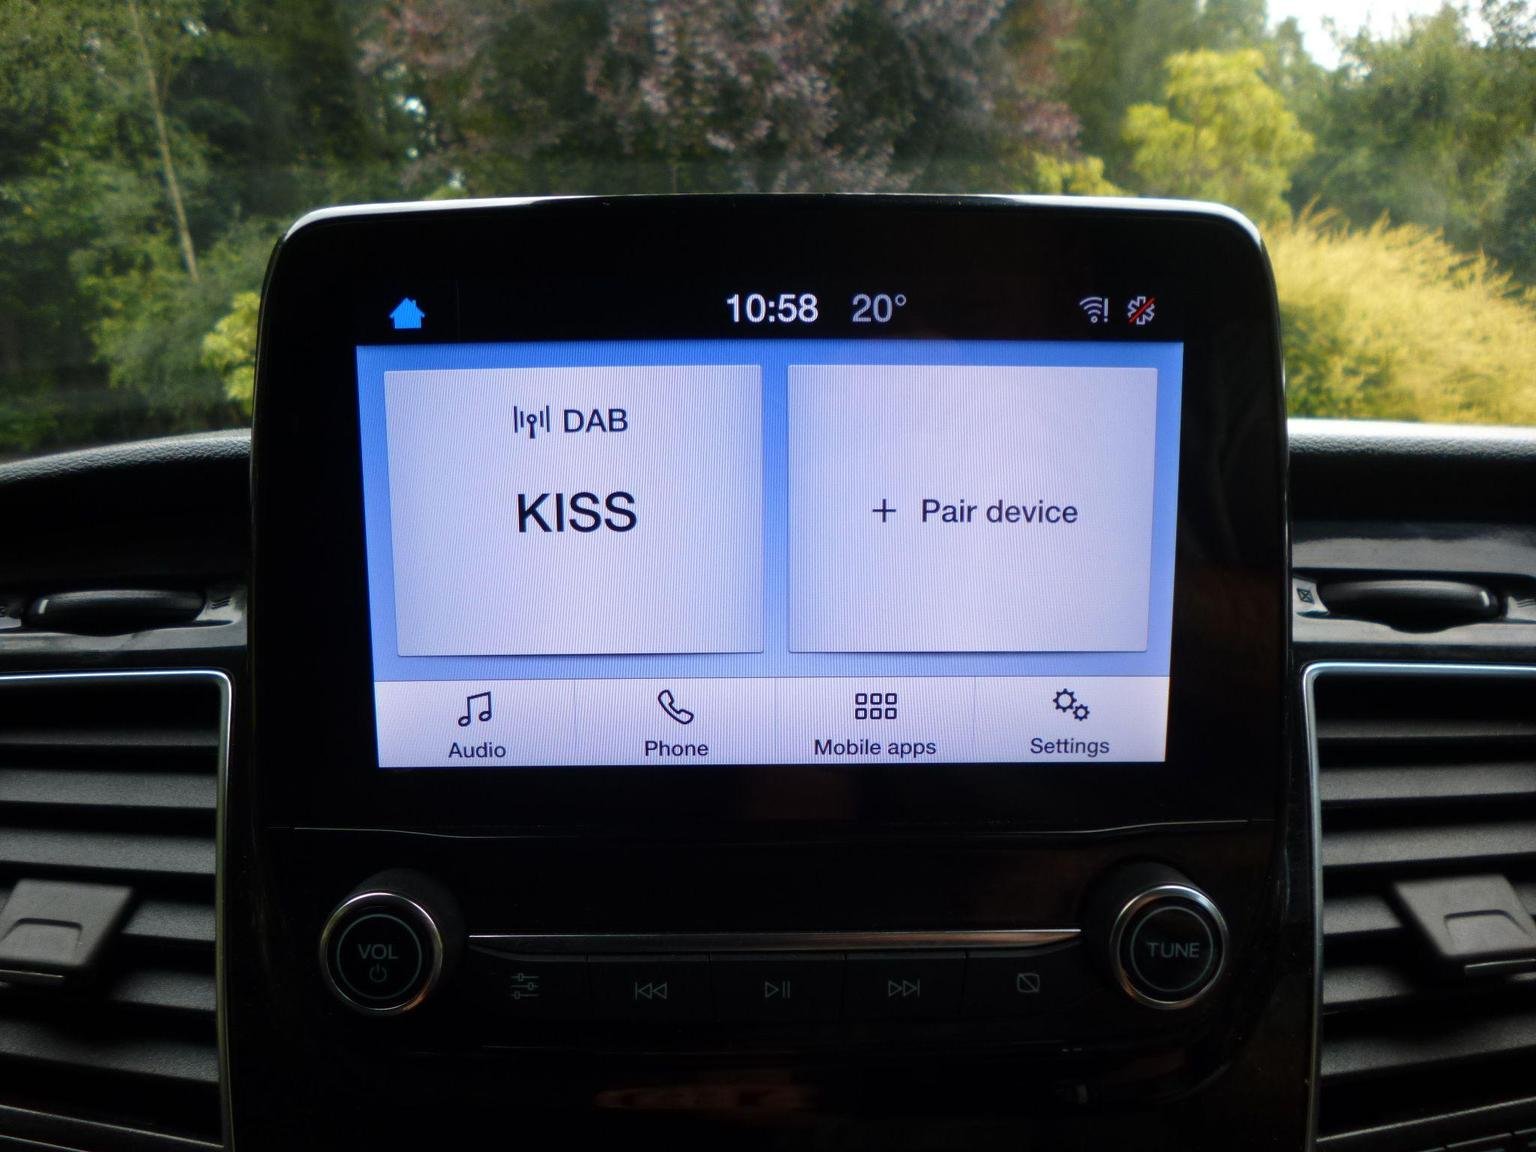 10:58 20°
DAB
KISS
+ Pair device
Audio
Phone
Mobile apps
Settings
VOL
TUNE